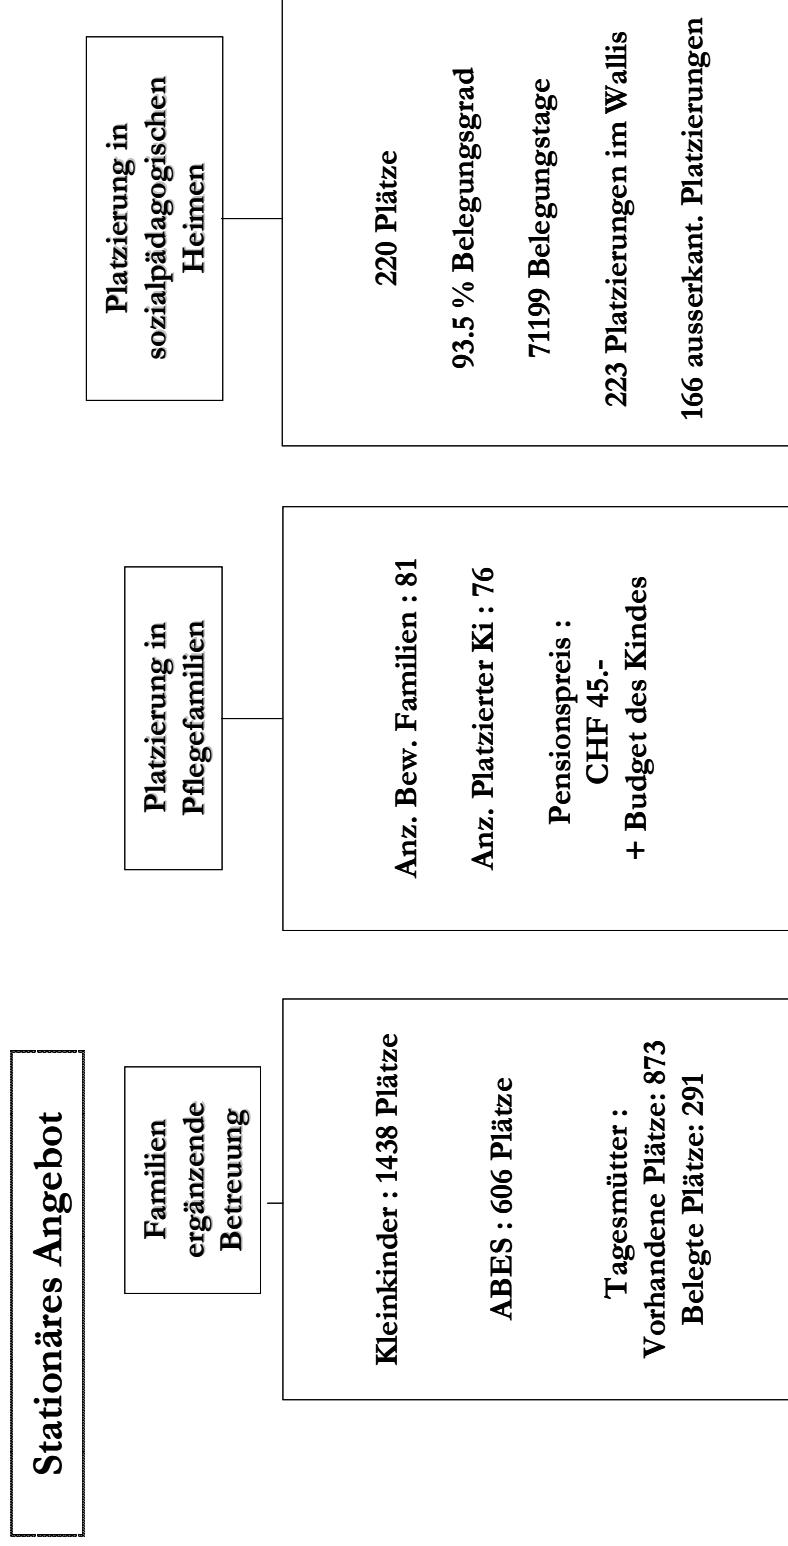 Stationäres Angebot
Familien
ergänzende
Betreuung
Kleinkinder : 1438 Plätze
ABES : 606 Plätze
Tagesmütter :
Vorhandene Plätze: 873
Belegte Plätze: 291
Platzierung in
Pflegefamilien
Anz. Bew. Familien : 81
Anz. Platzierter Ki : 76
Pensionspreis :
CHF 45.-
+ Budget des Kindes
Platzierung in
sozialpädagogischen
Heimen
220 Plätze
93.5 % Belegungsgrad
71199 Belegungstage
223 Platzierungen im Wallis
166 ausserkant. Platzierungen